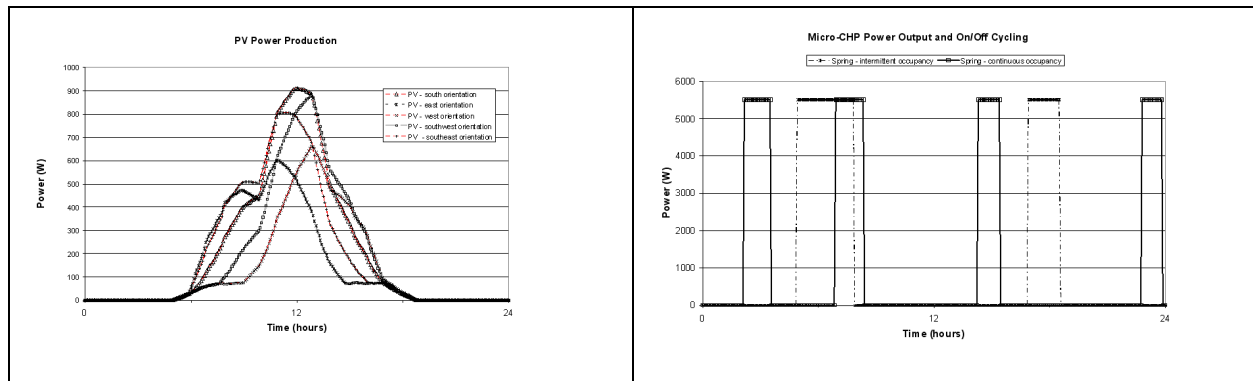 PV Power Production
1000
900
800
700
600
500
400
300
200
100
0
Power (W)
PV - south orientation
PV - east orientation
PV - west orientation
PV - southwest orientation
PV - southeast orientation
0
12
24
Time (hours)
Micro-CHP Power Output and On/Off Cycling
Spring - intermittent occupancy
Spring - continuous occupancy
6000
5000
4000
3000
2000
1000
0
Power (W)
0
12
24
Time (hours)